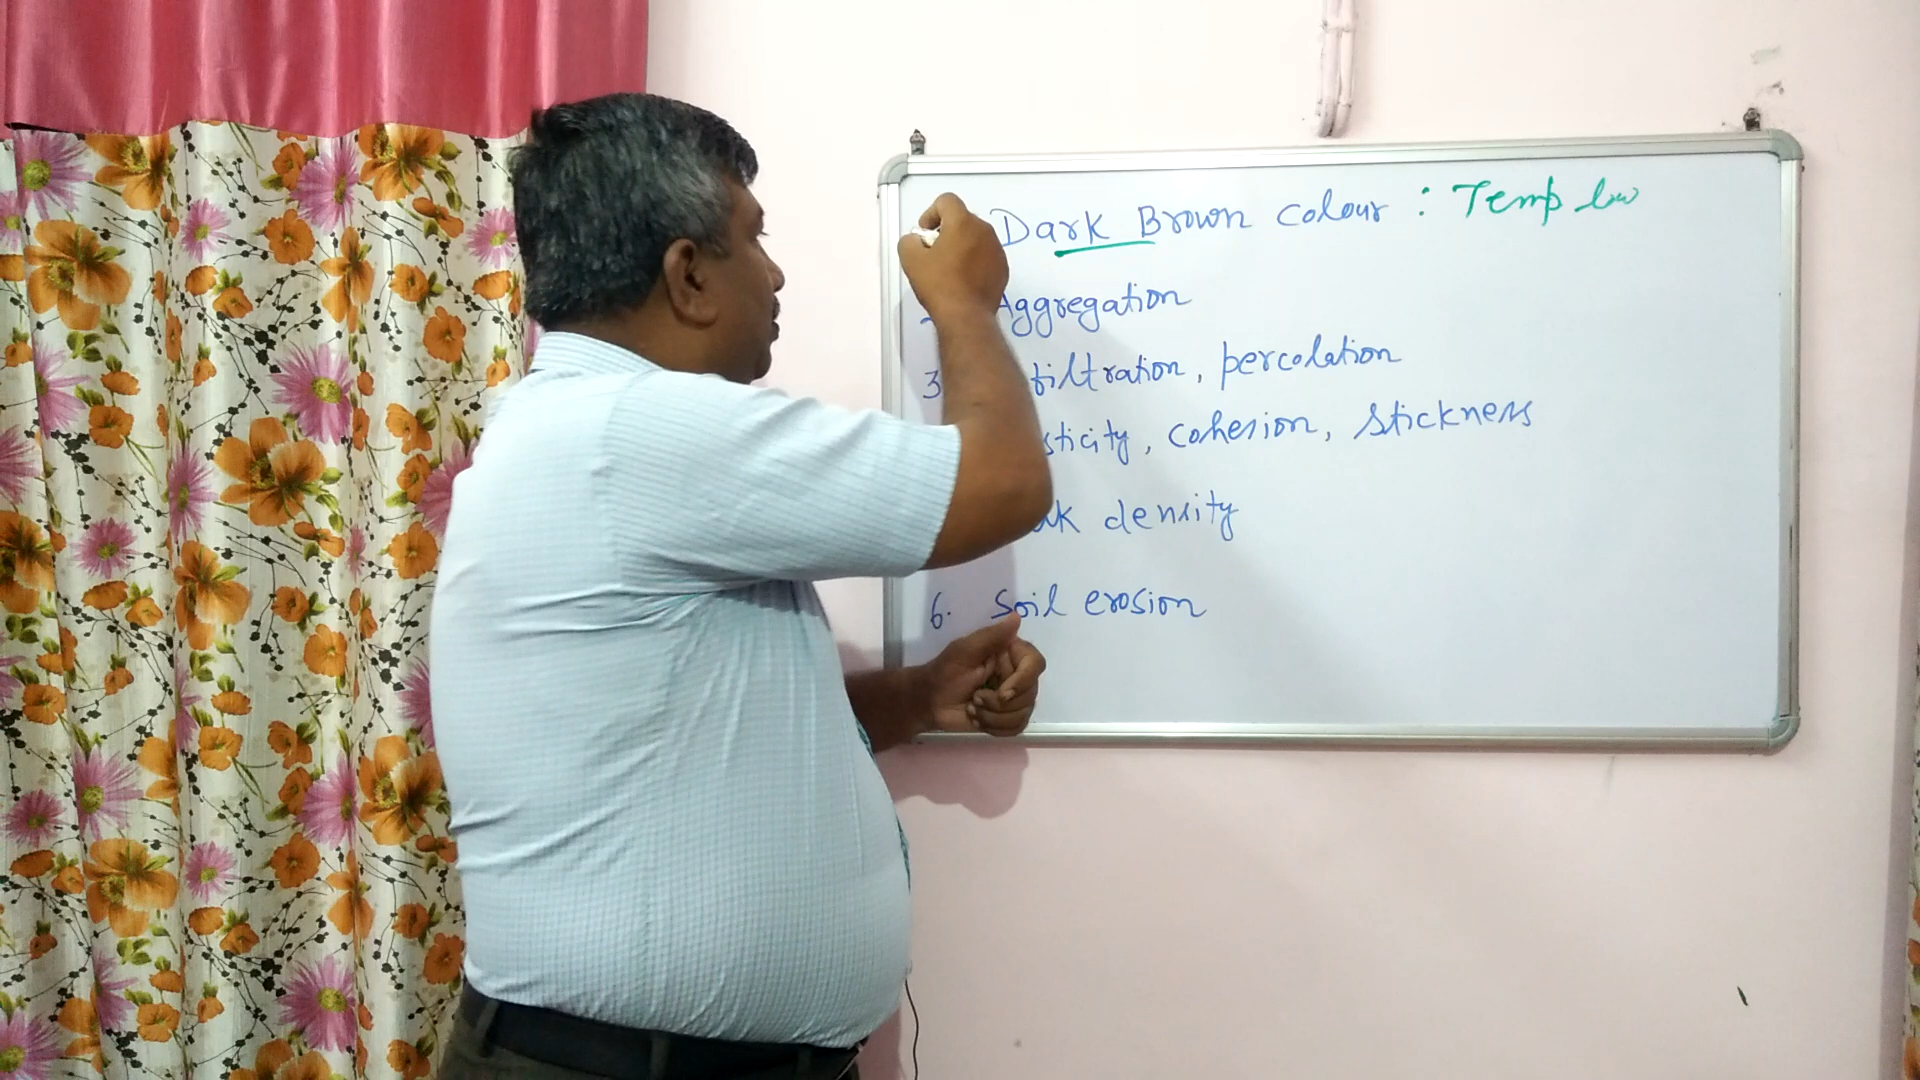 Dark Brown colour : Temp low
Aggregation
3 filtration, percolation
sticity, cohesion, stickness
density
6. Soil erosion